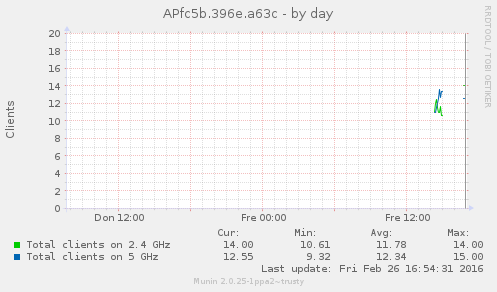 APfc5b.396e.a63c - by day
RRDTOOL / TOBI OETIKER
Clients
20
18
16
14
12
10
8
6
4
2
0
Don 12:00 Fre 00:00 Fre 12:00
Cur: Min: Avg: Max:
Total clients on 2.4 GHz 14.00 10.61 11.78 14.00
Total clients on 5 GHz 12.55 9.32 12.34 15.00
Last update: Fri Feb 26 16:54:31 2016
Munin 2.0.25-1ppa2~trusty